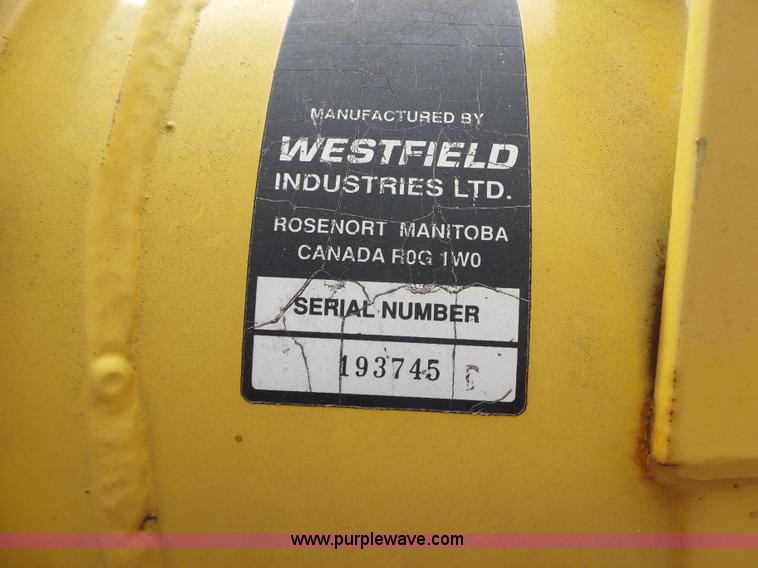 MANUFACTURED BY
WESTFIELD
INDUSTRIES LTD.
ROSENORT MANITOBA
CANADA R0G 1W0
SERIAL NUMBER
193745
www.purplewave.com